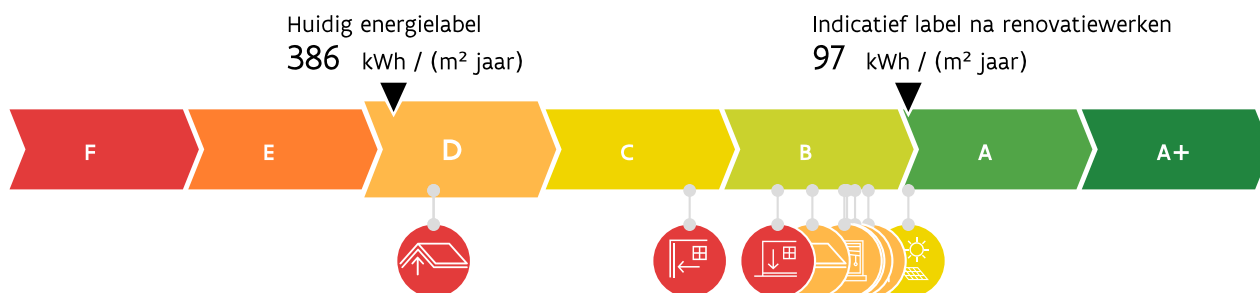 Huidig energielabel
386 kWh / (m² jaar)
Indicatief label na renovatiewerken
97 kWh / (m² jaar)
F E D C B A A+